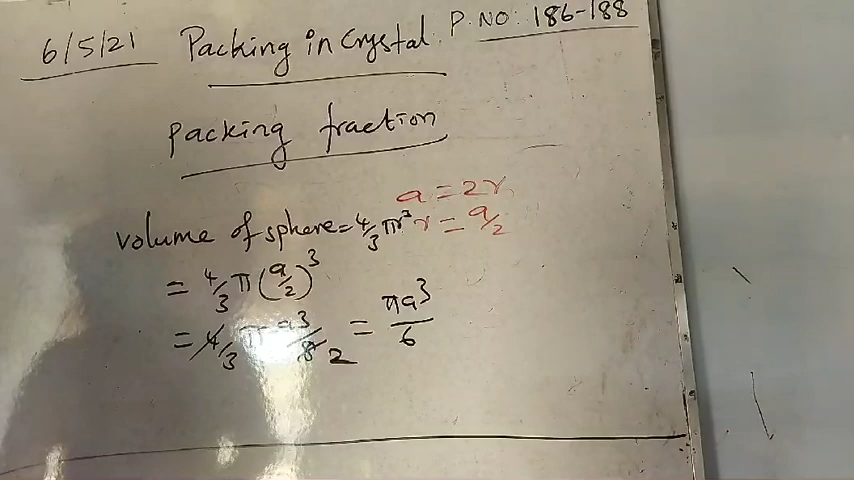 6/5/21 Packing in Crystal. P.NO: 186-188
Packing fraction
a = 2r
volume of sphere = 4/3 πr³ r = a/2
= 4/3 π (a/2)³
= 4/3 π a³/8 2 = πa³/6